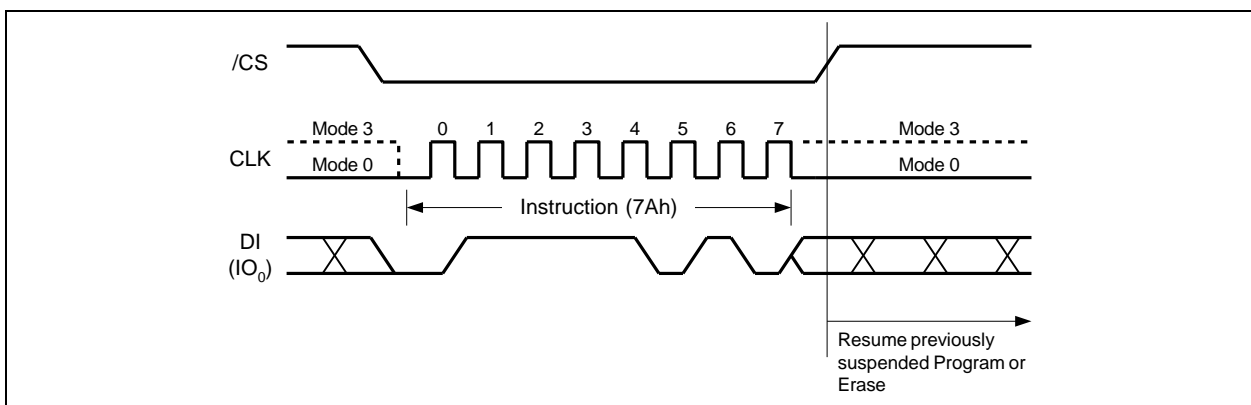 /CS
Mode 3 0 1 2 3 4 5 6 7 Mode 3
CLK Mode 0 Mode 0
Instruction (7Ah)
DI
(IO0)
Resume previously
suspended Program or
Erase